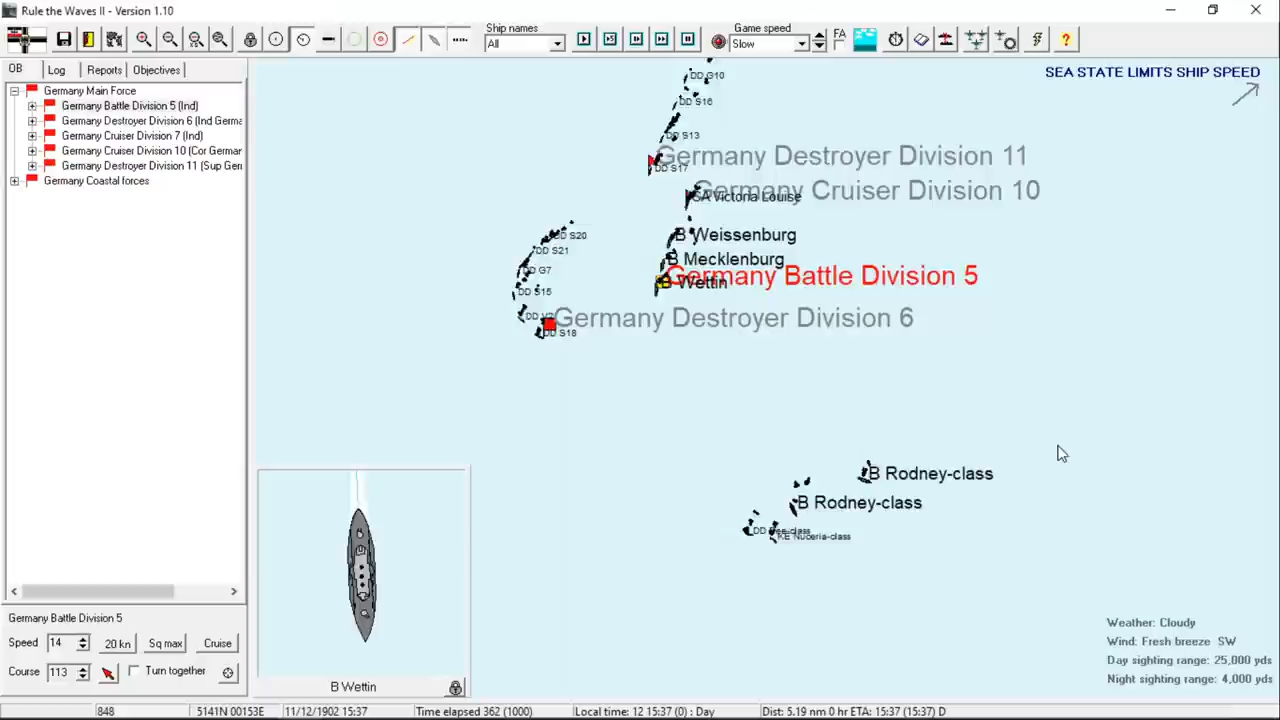 Rule the Waves II - Version 1.10
Ship names
All
Game speed
Slow
FA
OB Log Reports Objectives
Germany Main Force
Germany Battle Division 5 (Ind)
Germany Destroyer Division 6 (Ind Germa
Germany Cruiser Division 7 (Ind)
Germany Cruiser Division 10 (Cor German
Germany Destroyer Division 11 (Sup Gerr
Germany Coastal forces
SEA STATE LIMITS SHIP SPEED
DD G10
DD S16
DD S13
Germany Destroyer Division 11
DD S17
Germany Cruiser Division 10
Victoria Louise
B Weissenburg
DD S20
DD S21
B Mecklenburg
DD G7
Germany Battle Division 5
B Wettin
DD S15
Germany Destroyer Division 6
DD S18
B Rodney-class
B Rodney-class
KE Nuceria-class
Germany Battle Division 5
Speed 14 20 kn Sq max Cruise
Course 113 Turn together
B Wettin
Weather: Cloudy
Wind: Fresh breeze SW
Day sighting range: 25,000 yds
Night sighting range: 4,000 yds
848 5141N 00153E 11/12/1902 15:37 Time elapsed 362 (1000) Local time: 12 15:37 (0) : Day Dist: 5.19 nm 0 hr ETA: 15:37 (15:37) D